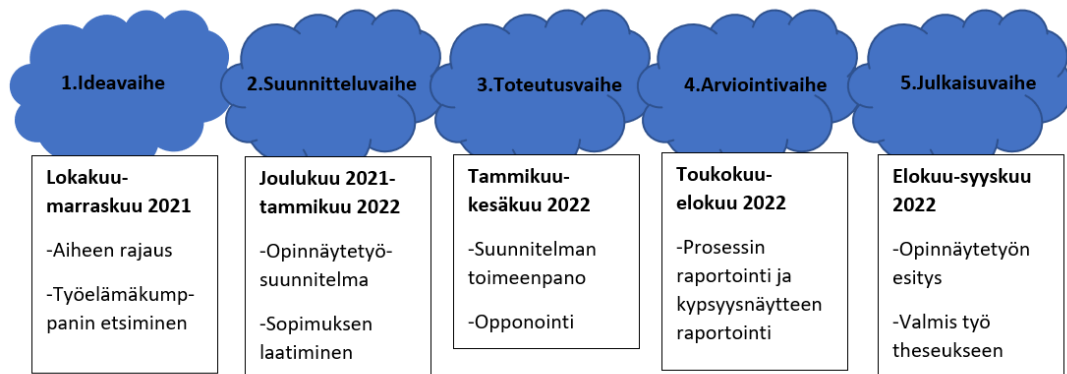 1.Ideavaihe
2.Suunnitteluvaihe
3.Toteutusvaihe
4.Arviointivaihe
5.Julkaisuvaihe
Lokakuu-
marraskuu 2021
-Aiheen rajaus
-Työelämäkump-
panin etsiminen
Joulukuu 2021-
tammikuu 2022
-Opinnäytetyö-
suunnitelma
-Sopimuksen
laatiminen
Tammikuu-
kesäkuu 2022
-Suunnitelman
toimeenpano
-Opponointi
Toukokuu-
elokuu 2022
-Prosessin
raportointi ja
kypsyysnäytteen
raportointi
Elokuu-syyskuu
2022
-Opinnäytetyön
esitys
-Valmis työ
theseukseen